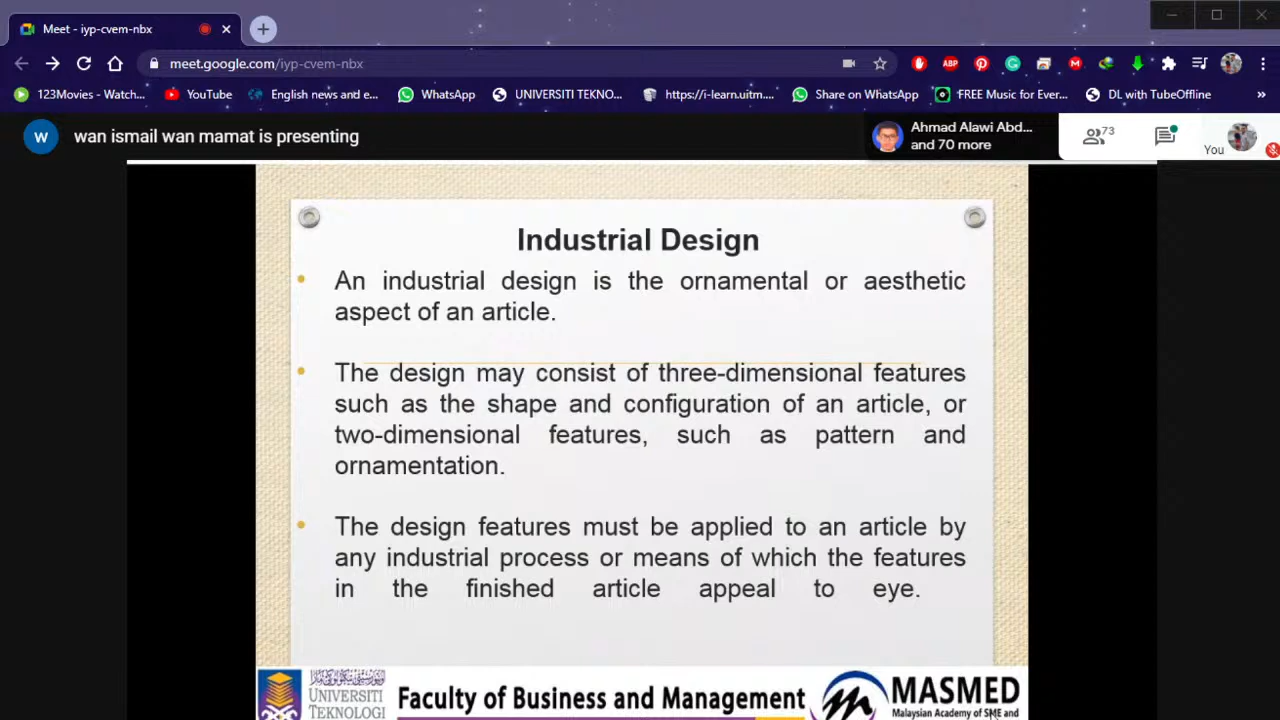 Meet - iyp-cvem-nbx
meet.google.com/iyp-cvem-nbx
ABP
123Movies - Watch...
YouTube
English news and e...
WhatsApp
UNIVERSITI TEKNO...
https://i-learn.uitm....
Share on WhatsApp
FREE Music for Ever...
DL with TubeOffline
»
W
wan ismail wan mamat is presenting
Ahmad Alawi Abd...
and 70 more
73
You
Industrial Design
• An industrial design is the ornamental or aesthetic
aspect of an article.
• The design may consist of three-dimensional features
such as the shape and configuration of an article, or
two-dimensional features, such as pattern and
ornamentation.
• The design features must be applied to an article by
any industrial process or means of which the features
in the finished article appeal to eye.
UNIVERSITI
TEKNOLOGI
Faculty of Business and Management
MASMED
Malaysian Academy of SME and